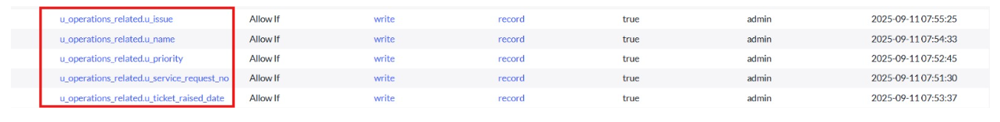 u_operations_related.u_issue Allow If write record true admin 2025-09-11 07:55:25
u_operations_related.u_name Allow If write record true admin 2025-09-11 07:54:33
u_operations_related.u_priority Allow If write record true admin 2025-09-11 07:52:45
u_operations_related.u_service_request_no Allow If write record true admin 2025-09-11 07:51:30
u_operations_related.u_ticket_raised_date Allow If write record true admin 2025-09-11 07:53:37